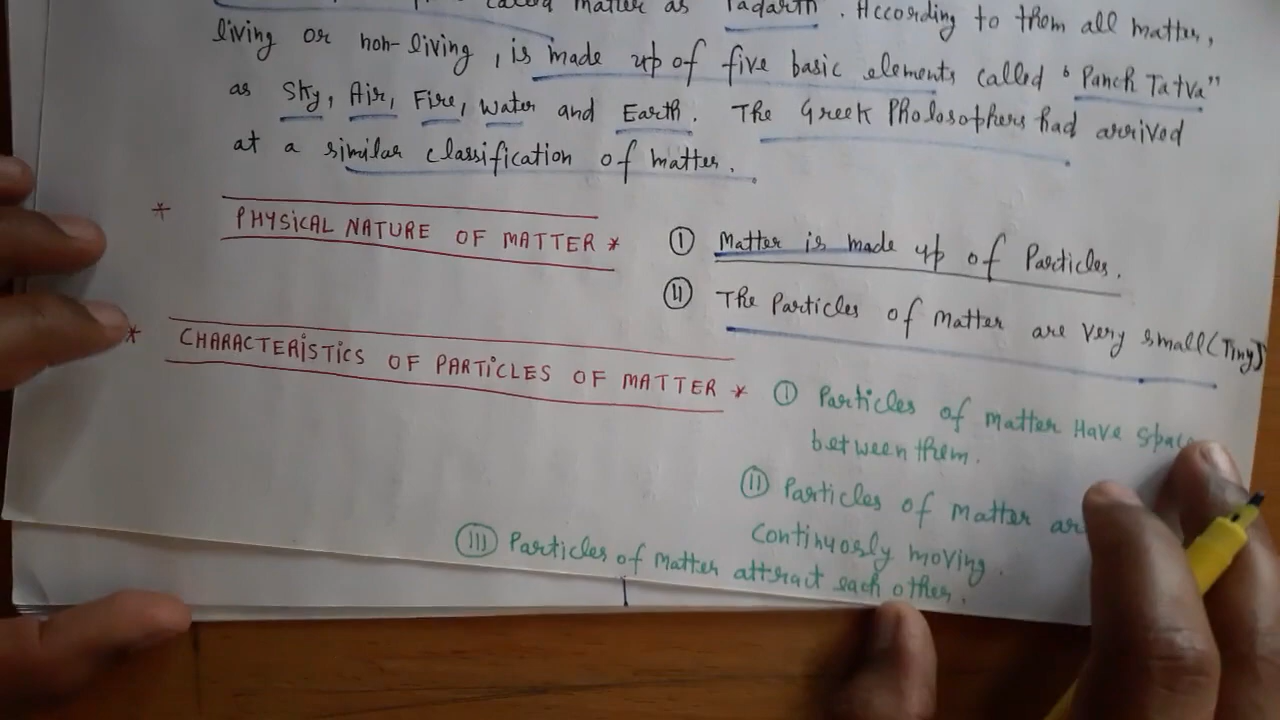 called matter as Padarth. According to them all matter,
living or non-living, is made up of five basic elements called "Panch Tatva"
as Sky, Air, Fire, Water and Earth. The Greek Pholosophers had arrived
at a similar classification of matter.
* PHYSICAL NATURE OF MATTER * (I) Matter is made up of Particles.
(II) The Particles of matter are very small (Tiny)
* CHARACTERISTICS OF PARTICLES OF MATTER * (I) Particles of matter Have space
between them.
(II) Particles of matter ar
Continuosly moving.
(III) Particles of matter attract each other.